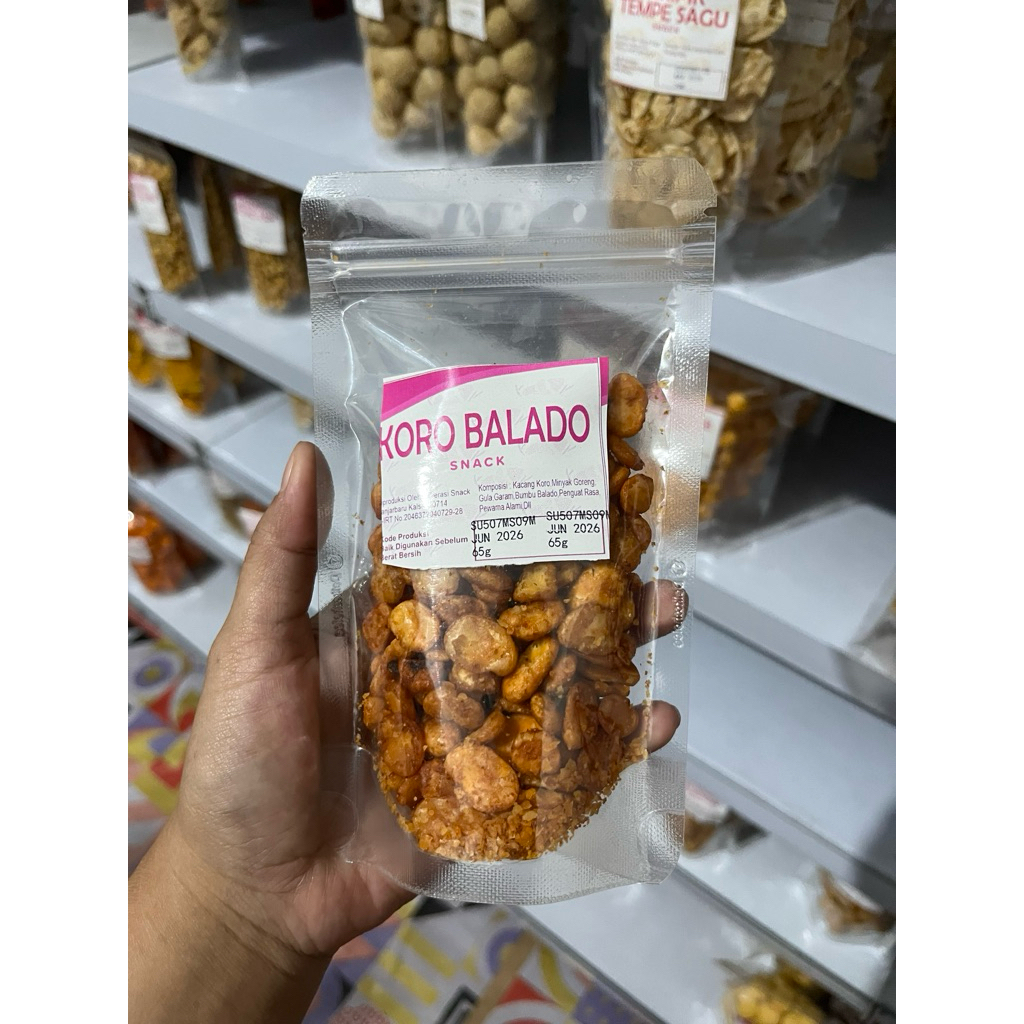 TEMPE SAGU
KORO BALADO
SNACK
Komposisi : Kacang Koro,Minyak Goreng,
Gula,Garam,Bumbu Balado,Penguat Rasa,
Pewarna Alami,Dll
Snack
Kode Produksi SU507MS09M SU507MS09M
Baik Digunakan Sebelum JUN 2026 JUN 2026
Berat Bersih 65g 65g